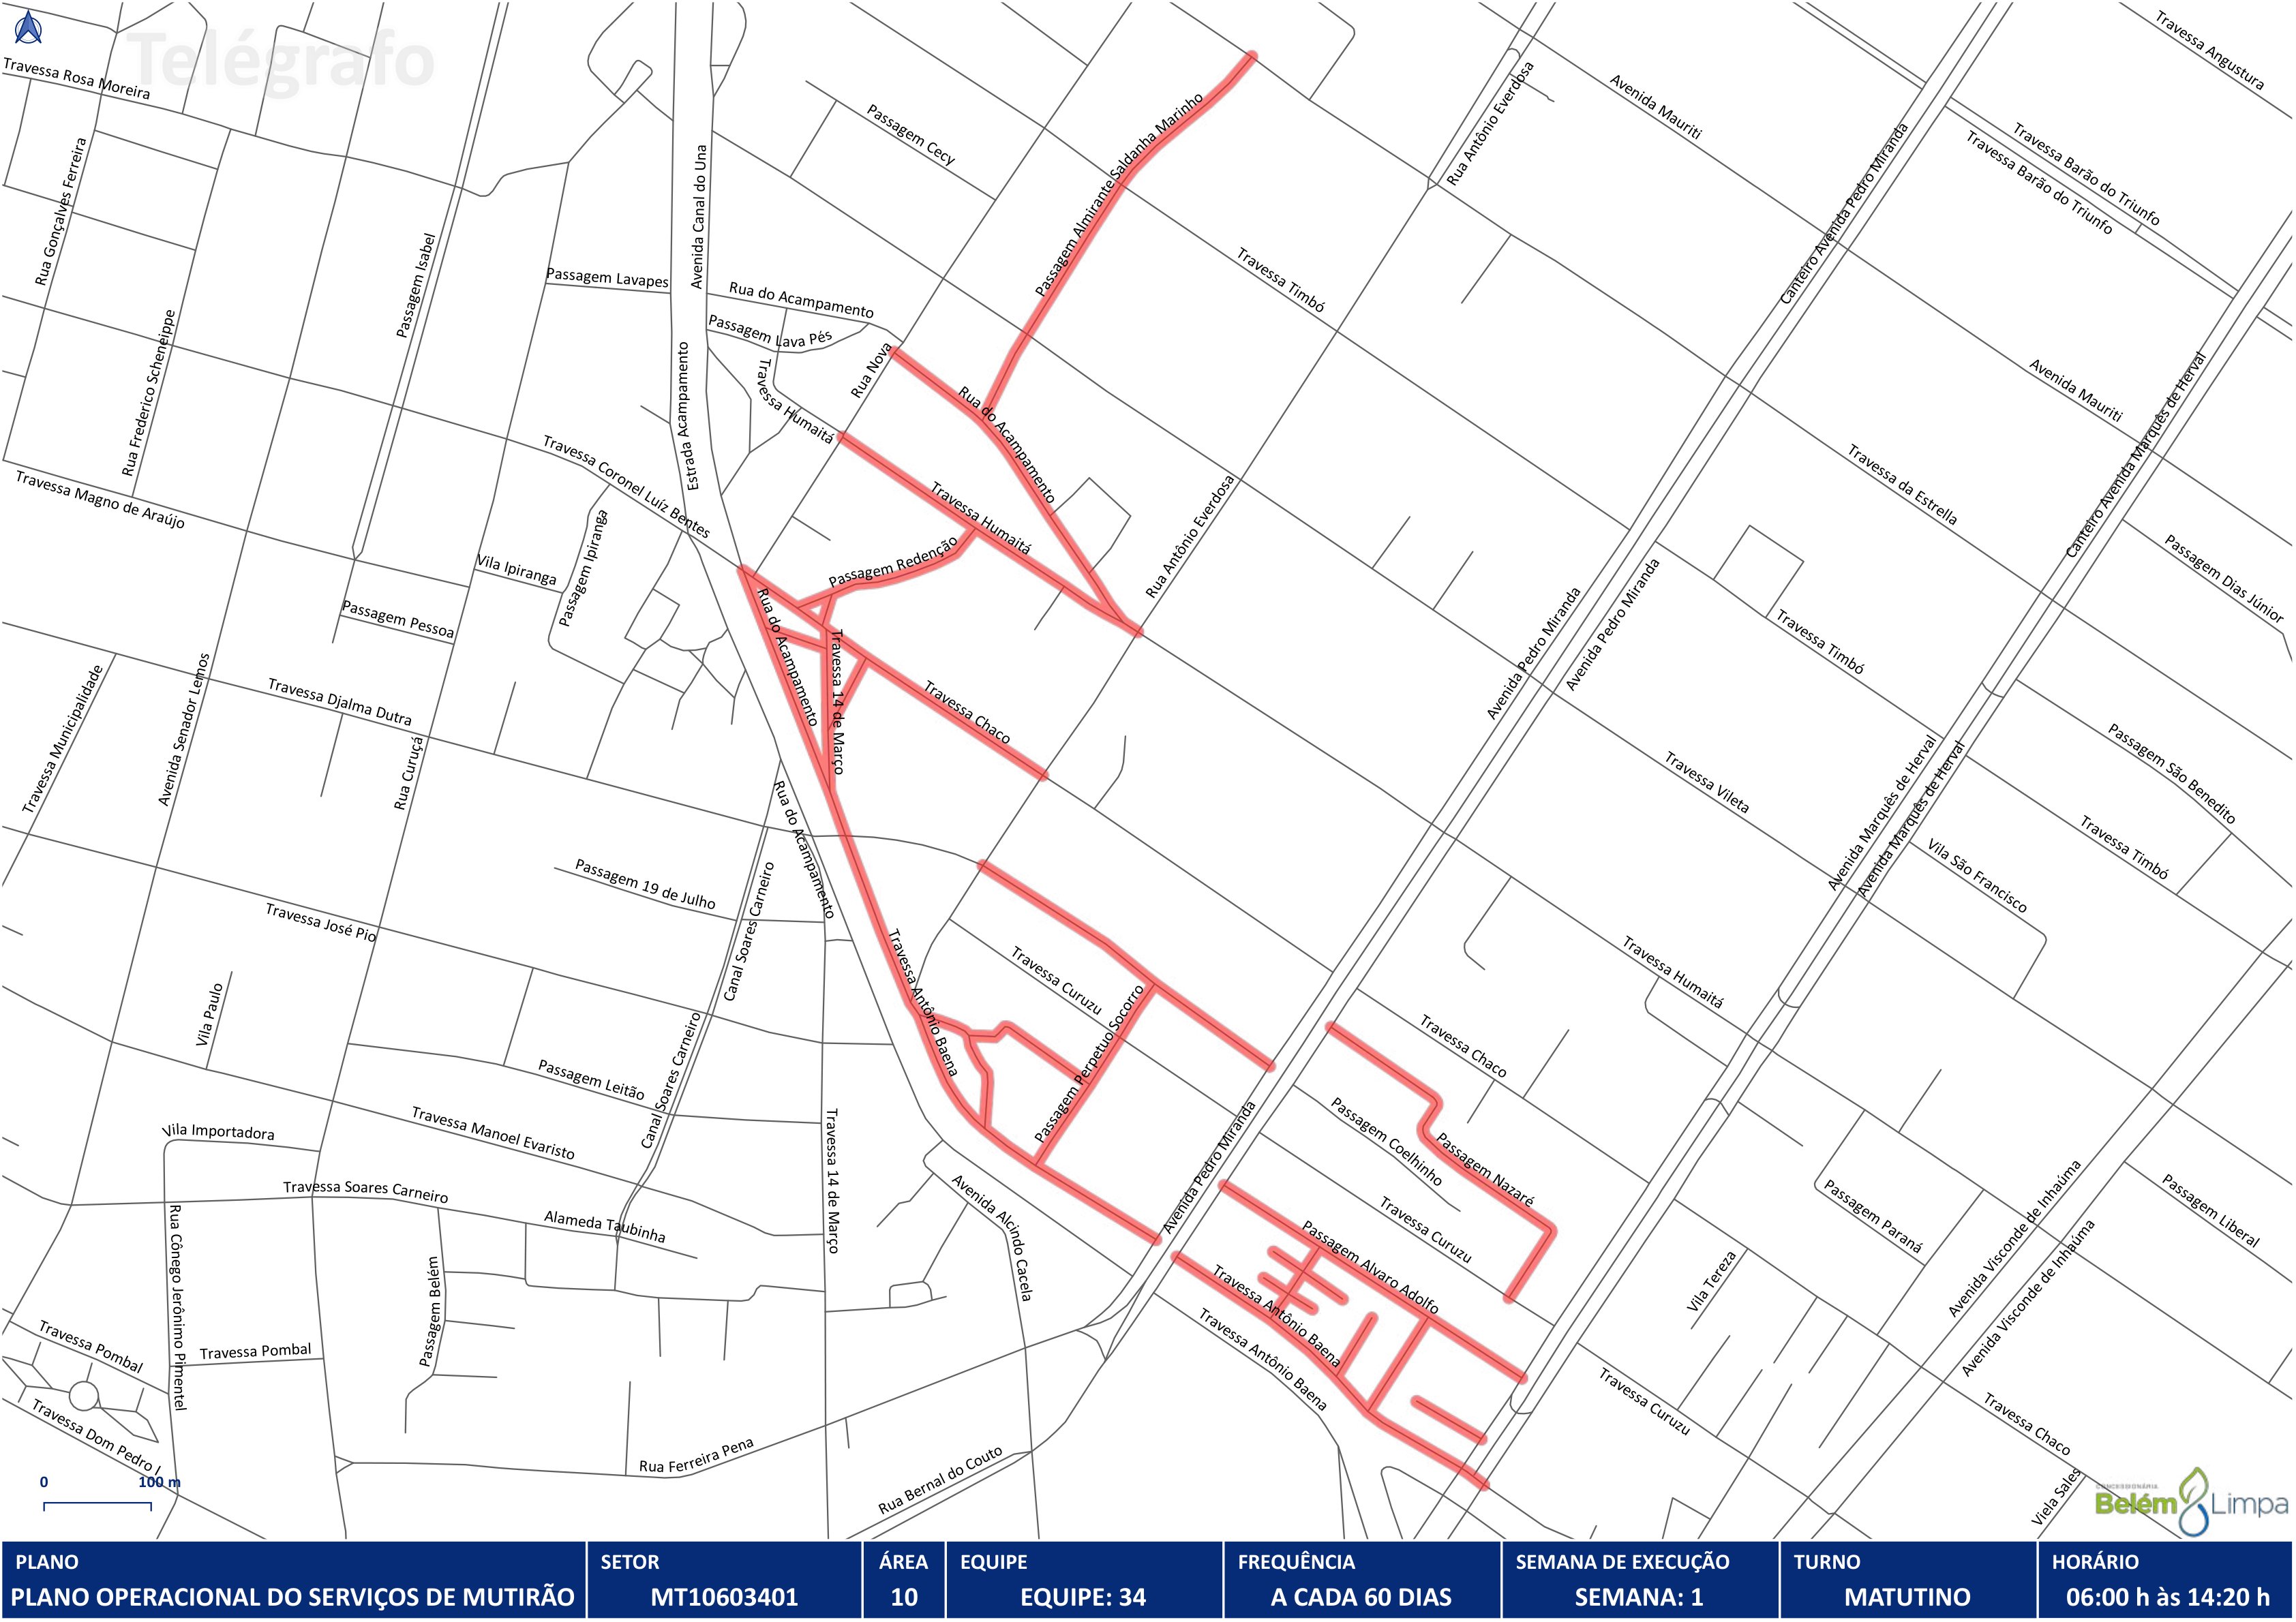 Telégrafo
Travessa Angustura
Travessa Rosa Moreira
Rua Antônio Everdosa
Avenida Mauriti
Passagem Almirante Saldanha Marinho
Passagem Cecy
Canteiro Avenida Pedro Miranda
Travessa Barão do Triunfo
Travessa Barão do Triunfo
Rua Gonçalves Ferreira
Avenida Canal do Una
Passagem Isabel
Passagem Lavapes
Rua do Acampamento
Travessa Timbó
Passagem Lava Pés
Rua Frederico Scheneippe
Estrada Acampamento
Rua Nova
Travessa Humaitá
Rua do Acampamento
Avenida Mauriti
Canteiro Avenida Marquês de Herval
Travessa Coronel Luíz Bentes
Travessa da Estrella
Travessa Magno de Araújo
Travessa Humaitá
Rua Antônio Everdosa
Passagem Ipiranga
Vila Ipiranga
Passagem Redenção
Passagem Dias Júnior
Passagem Pessoa
Avenida Pedro Miranda
Avenida Pedro Miranda
Travessa Timbó
Rua do Acampamento
Travessa 14 de Março
Travessa Municipalidade
Avenida Senador Lemos
Travessa Djalma Dutra
Rua Curuçá
Travessa Chaco
Travessa Vileta
Passagem São Benedito
Avenida Marquês de Herval
Avenida Marquês de Herval
Travessa Timbó
Rua do Acampamento
Vila São Francisco
Passagem 19 de Julho
Canal Soares Carneiro
Travessa José Pio
Travessa Antônio Baena
Travessa Curuzu
Travessa Humaitá
Vila Paulo
Passagem Perpetuo Socorro
Travessa Chaco
Canal Soares Carneiro
Passagem Leitão
Travessa Manoel Evaristo
Vila Importadora
Travessa 14 de Março
Avenida Pedro Miranda
Passagem Coelhinho
Passagem Nazaré
Travessa Soares Carneiro
Alameda Taubinha
Avenida Alcindo Cacela
Travessa Curuzu
Passagem Paraná
Avenida Visconde de Inhaúma
Avenida Visconde de Inhaúma
Passagem Liberal
Rua Cônego Jerônimo Pimentel
Passagem Belém
Passagem Alvaro Adolfo
Travessa Antônio Baena
Travessa Antônio Baena
Vila Tereza
Travessa Pombal
Travessa Pombal
Travessa Curuzu
Travessa Chaco
Travessa Dom Pedro I
Rua Ferreira Pena
Rua Bernal do Couto
Viela Sales
0 100 m
CONCESSIONÁRIA
Belém Limpa
PLANO
PLANO OPERACIONAL DO SERVIÇOS DE MUTIRÃO
SETOR
MT10603401
ÁREA
10
EQUIPE
EQUIPE: 34
FREQUÊNCIA
A CADA 60 DIAS
SEMANA DE EXECUÇÃO
SEMANA: 1
TURNO
MATUTINO
HORÁRIO
06:00 h às 14:20 h